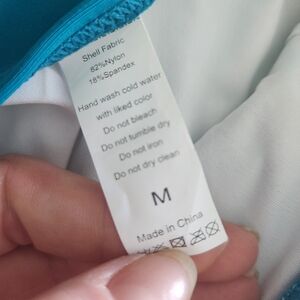 Shell Fabric
82%Nylon
18%Spandex
Hand wash cold water
with liked color
Do not bleach
Do not tumble dry
Do not iron
Do not dry clean
M
Made in China